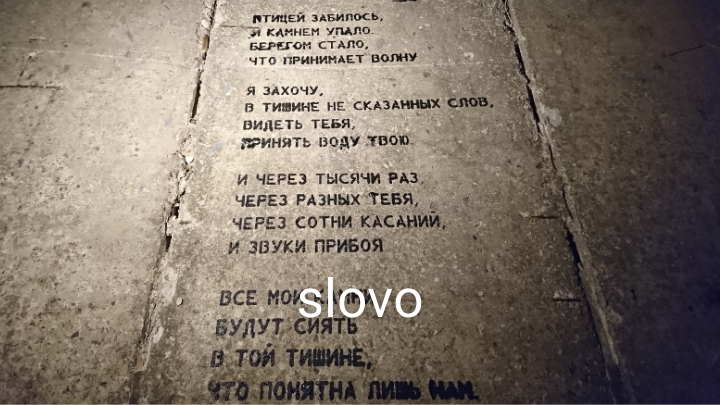 ПТИЦЕЙ ЗАБИЛОСЬ,
И КАМНЕМ УПАЛО.
БЕРЕГОМ СТАЛО,
ЧТО ПРИНИМАЕТ ВОЛНУ
Я ЗАХОЧУ,
В ТИШИНЕ НЕ СКАЗАННЫХ СЛОВ,
ВИДЕТЬ ТЕБЯ,
ПРИНЯТЬ ВОДУ ТВОЮ.
И ЧЕРЕЗ ТЫСЯЧИ РАЗ,
ЧЕРЕЗ РАЗНЫХ ТЕБЯ,
ЧЕРЕЗ СОТНИ КАСАНИЙ,
И ЗВУКИ ПРИБОЯ
ВСЕ МОИ
slovo
БУДУТ СИЯТЬ
В ТОЙ ТИШИНЕ,
ЧТО ПОНЯТНА ЛИШЬ НАМ.